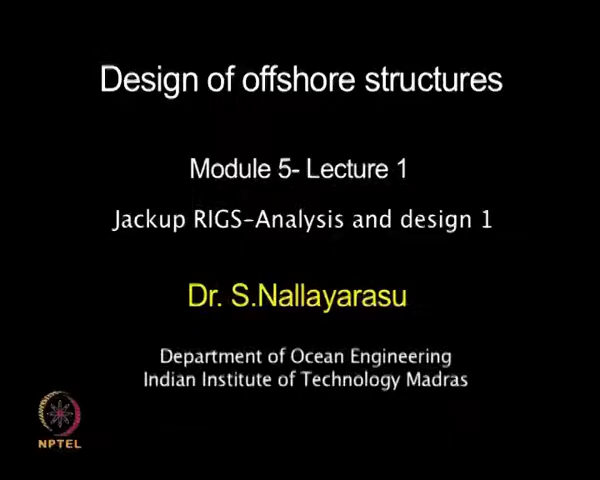 Design of offshore structures
Module 5- Lecture 1
Jackup RIGS-Analysis and design 1
Dr. S.Nallayarasu
Department of Ocean Engineering
Indian Institute of Technology Madras
NPTEL